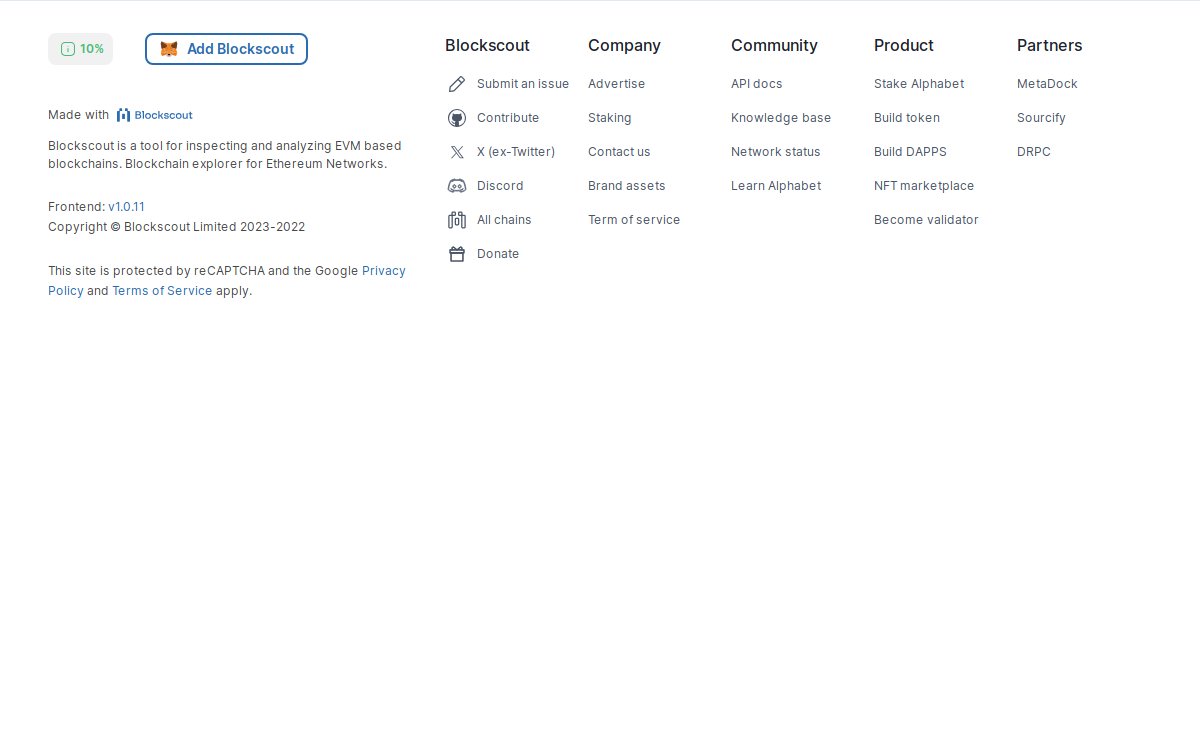 10%
Add Blockscout
Made with Blockscout
Blockscout is a tool for inspecting and analyzing EVM based
blockchains. Blockchain explorer for Ethereum Networks.
Frontend: v1.0.11
Copyright © Blockscout Limited 2023-2022
This site is protected by reCAPTCHA and the Google Privacy
Policy and Terms of Service apply.
Blockscout
Submit an issue
Contribute
X (ex-Twitter)
Discord
All chains
Donate
Company
Advertise
Staking
Contact us
Brand assets
Term of service
Community
API docs
Knowledge base
Network status
Learn Alphabet
Product
Stake Alphabet
Build token
Build DAPPS
NFT marketplace
Become validator
Partners
MetaDock
Sourcify
DRPC